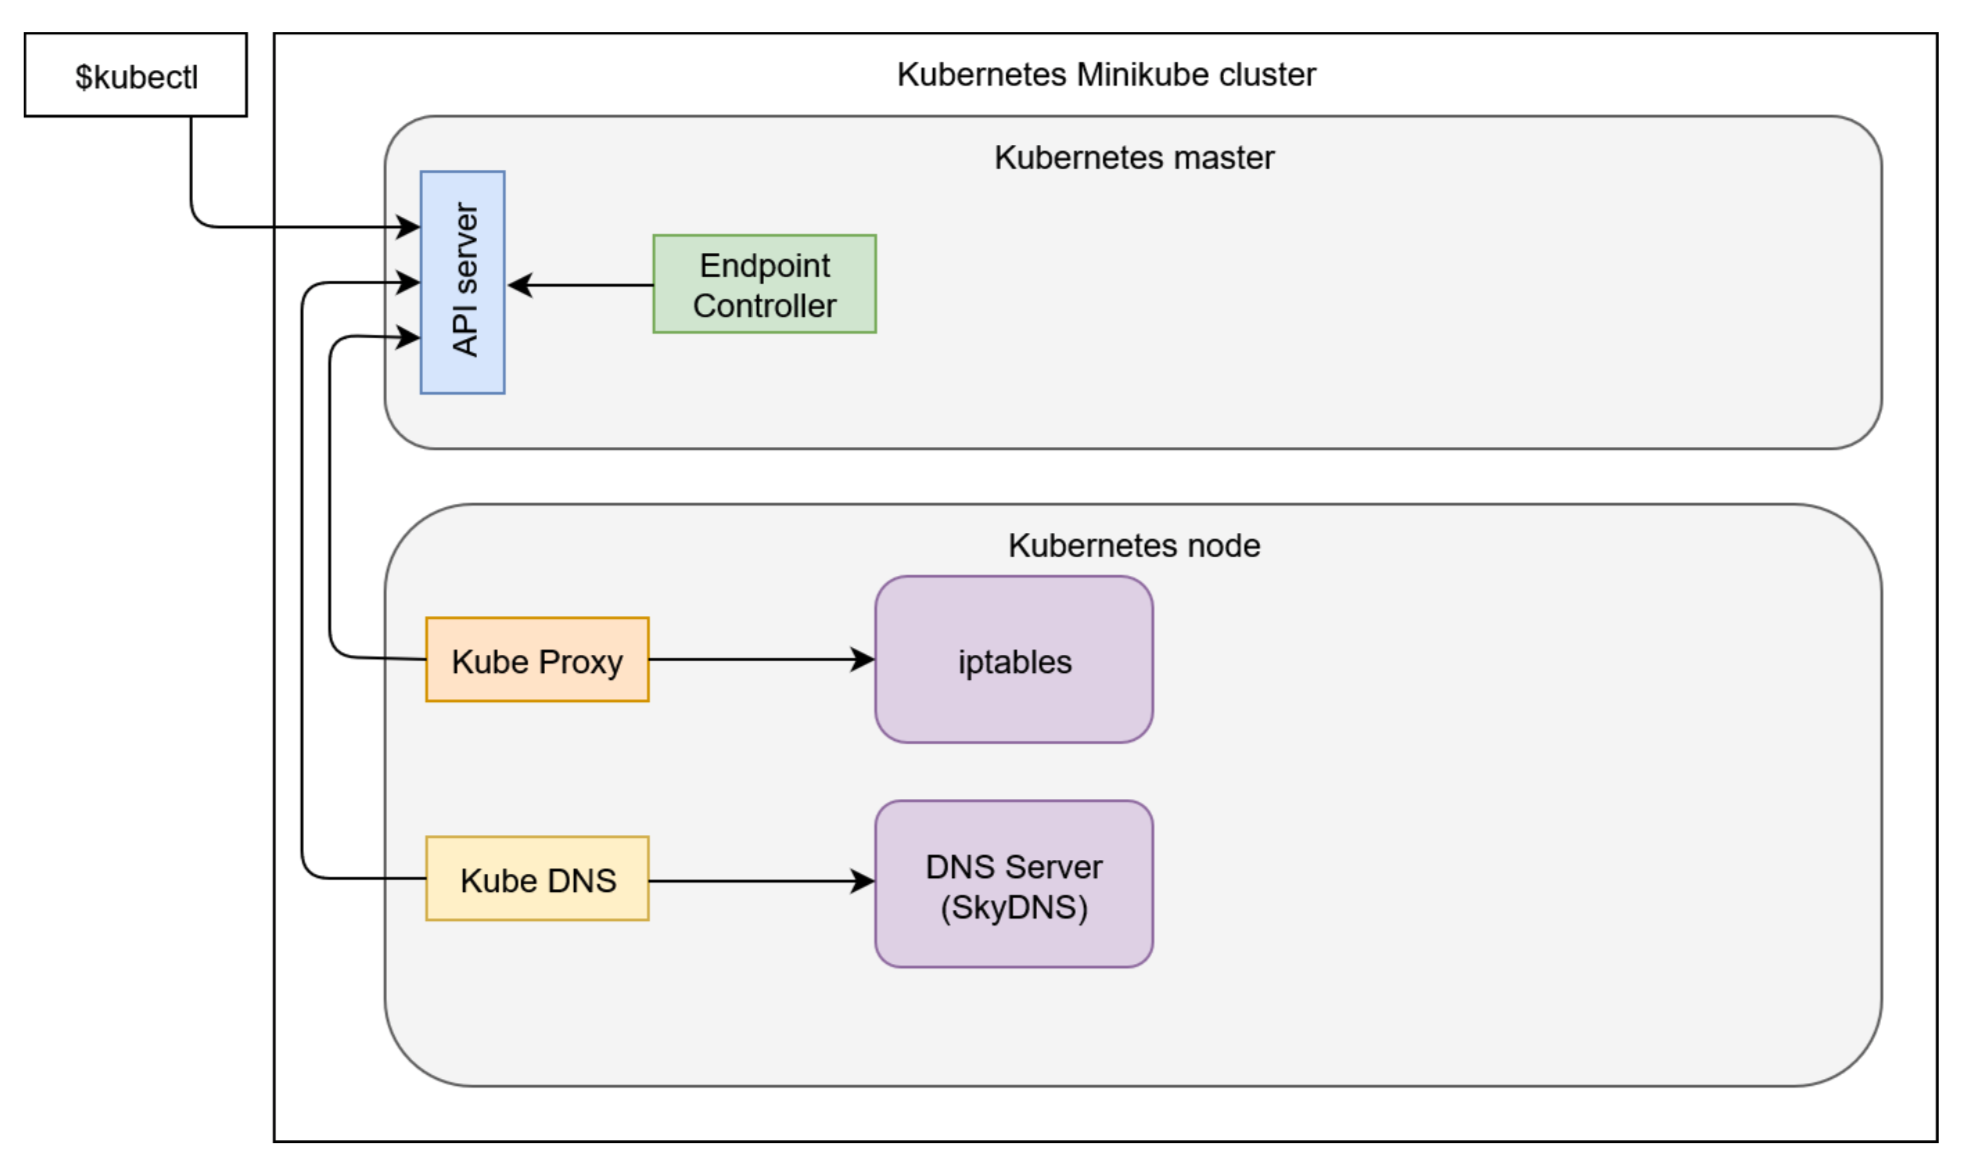 $kubectl
Kubernetes Minikube cluster
Kubernetes master
API server
Endpoint
Controller
Kubernetes node
Kube Proxy
iptables
Kube DNS
DNS Server
(SkyDNS)